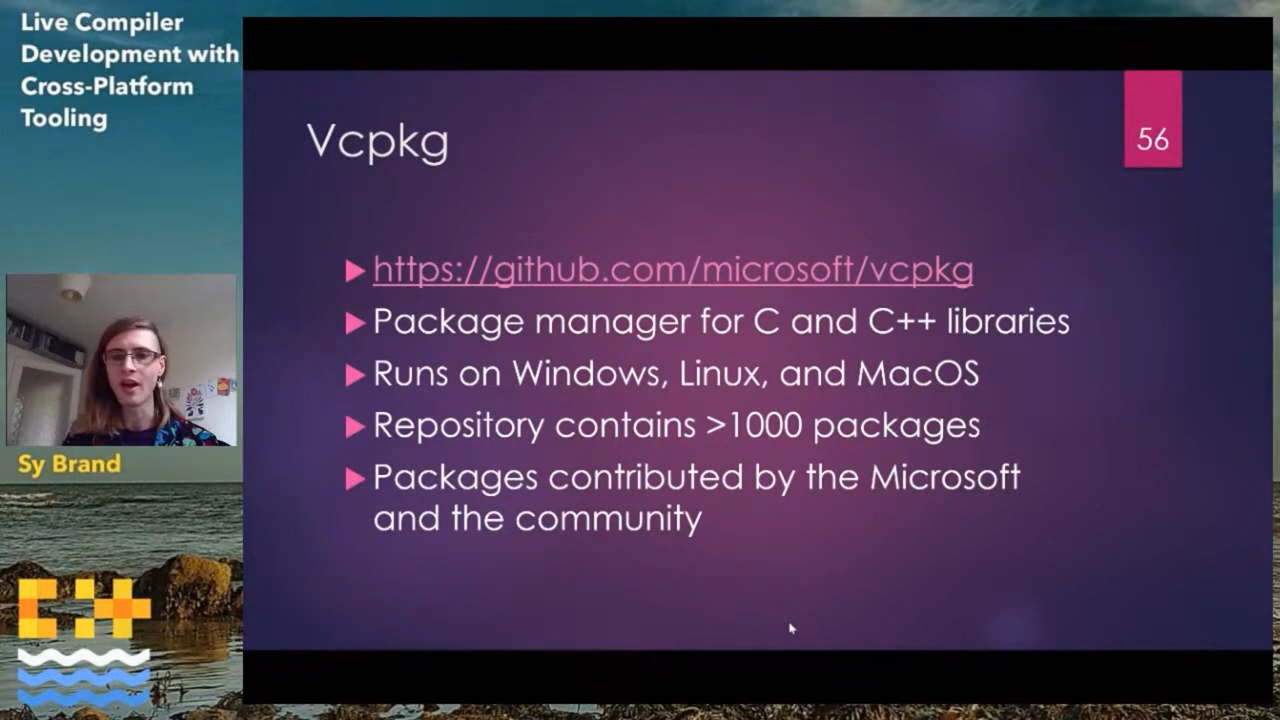 Live Compiler
Development with
Cross-Platform
Tooling
Vcpkg
56
https://github.com/microsoft/vcpkg
Package manager for C and C++ libraries
Runs on Windows, Linux, and MacOS
Repository contains >1000 packages
Packages contributed by the Microsoft
and the community
Sy Brand
C++